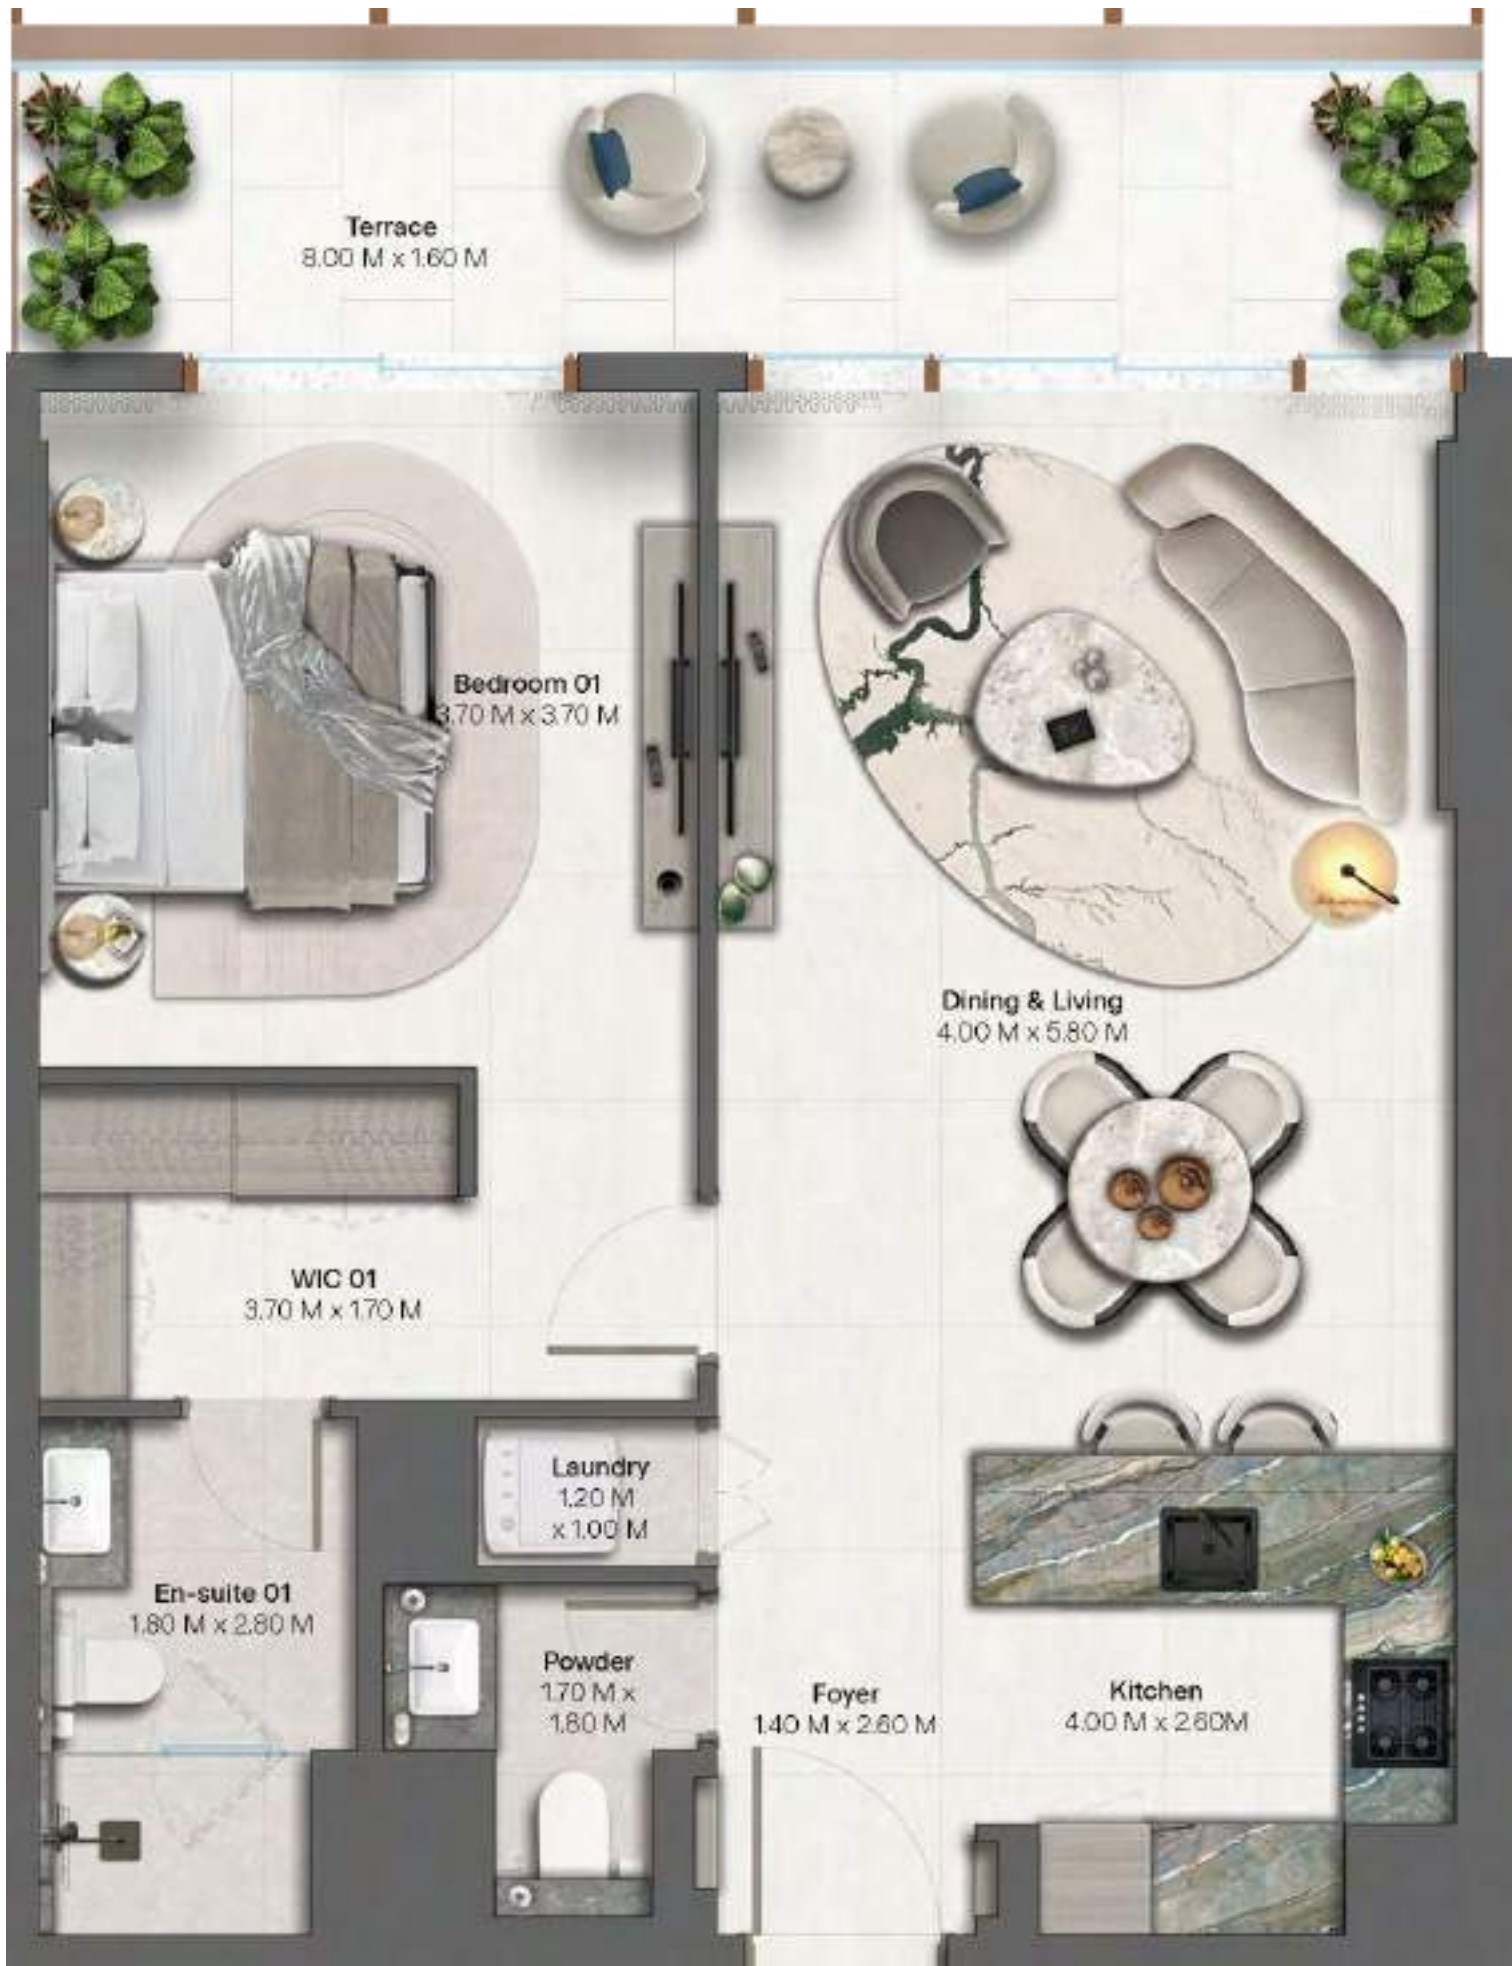 Terrace
8.00 M x 1.60 M
Bedroom 01
3.70 M x 3.70 M
Dining & Living
4.00 M x 5.80 M
WIC 01
3.70 M x 1.70 M
Laundry
1.20 M
x 1.00 M
En-suite 01
1.80 M x 2.80 M
Powder
1.70 M x
1.80 M
Foyer
1.40 M x 2.60 M
Kitchen
4.00 M x 2.60M